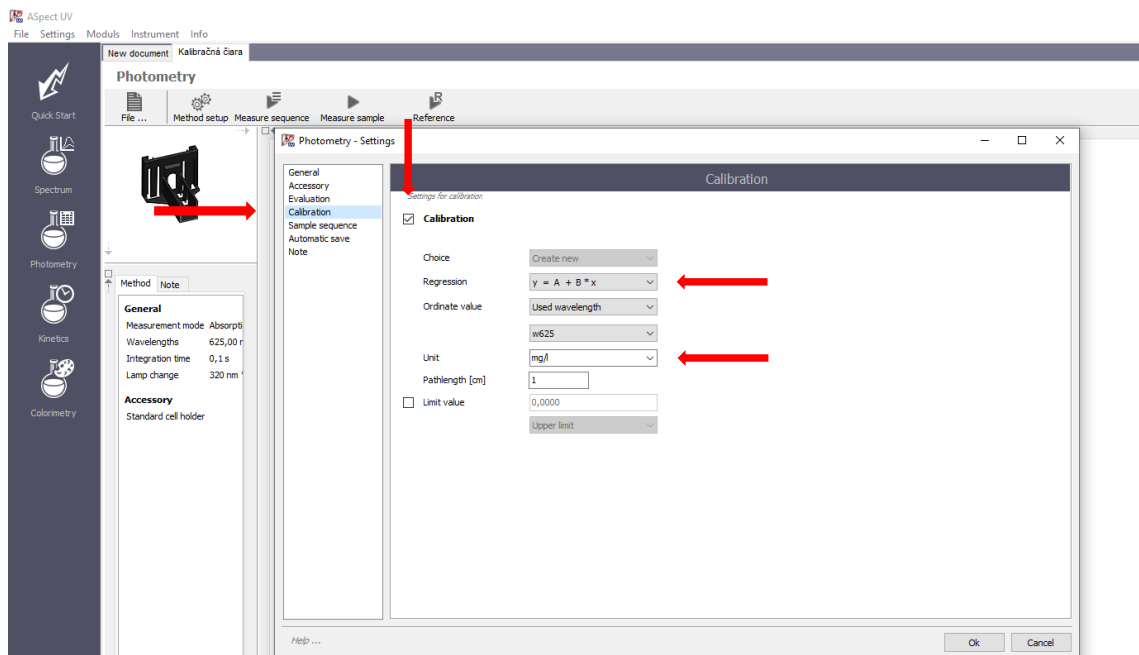 ASpect UV
File Settings Moduls Instrument Info
New document Kalibračná čiara
Photometry
File ... Method setup Measure sequence Measure sample Reference
Quick Start
Spectrum
Photometry
Kinetics
Colorimetry
Method Note
General
Measurement mode Absorpti
Wavelengths 625,00 r
Integration time 0,1 s
Lamp change 320 nm
Accessory
Standard cell holder
Photometry - Settings
General
Accessory
Evaluation
Calibration
Sample sequence
Automatic save
Note
Calibration
Settings for calibration
Calibration
Choice Create new
Regression y = A + B * x
Ordinate value Used wavelength
w625
Unit mg/l
Pathlength [cm] 1
Limit value 0,0000
Upper limit
Help ...
Ok Cancel